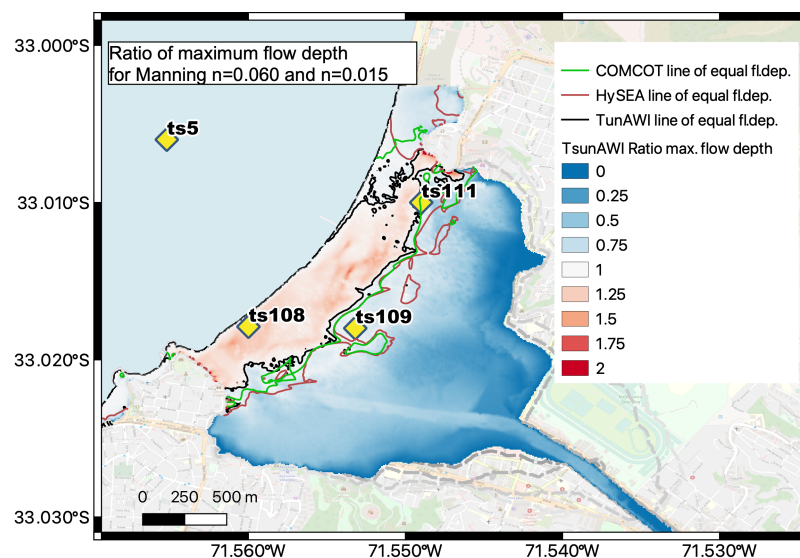 33.000°S
33.010°S
33.020°S
33.030°S
Ratio of maximum flow depth
for Manning n=0.060 and n=0.015
COMCOT line of equal fl.dep.
HySEA line of equal fl.dep.
TunAWI line of equal fl.dep.
TsunAWI Ratio max. flow depth
0
0.25
0.5
0.75
1
1.25
1.5
1.75
2
ts5
ts111
ts108
ts109
0 250 500 m
71.560°W 71.550°W 71.540°W 71.530°W